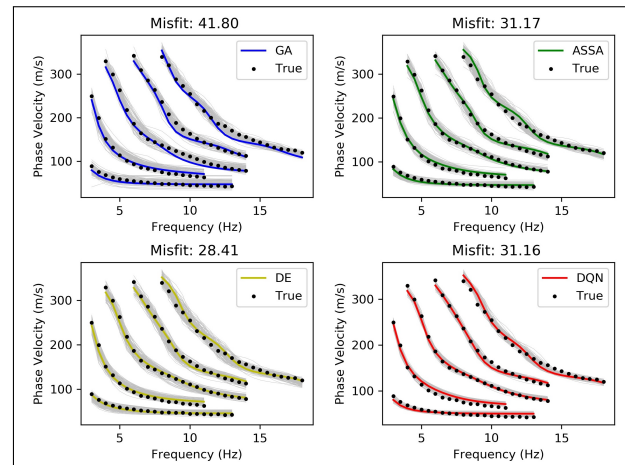 Misfit: 41.80
Misfit: 31.17
GA
True
ASSA
True
300
200
100
Phase Velocity (m/s)
300
200
100
Phase Velocity (m/s)
5
10
15
Frequency (Hz)
5
10
15
Frequency (Hz)
Misfit: 28.41
Misfit: 31.16
DE
True
DQN
True
300
200
100
Phase Velocity (m/s)
300
200
100
Phase Velocity (m/s)
5
10
15
Frequency (Hz)
5
10
15
Frequency (Hz)